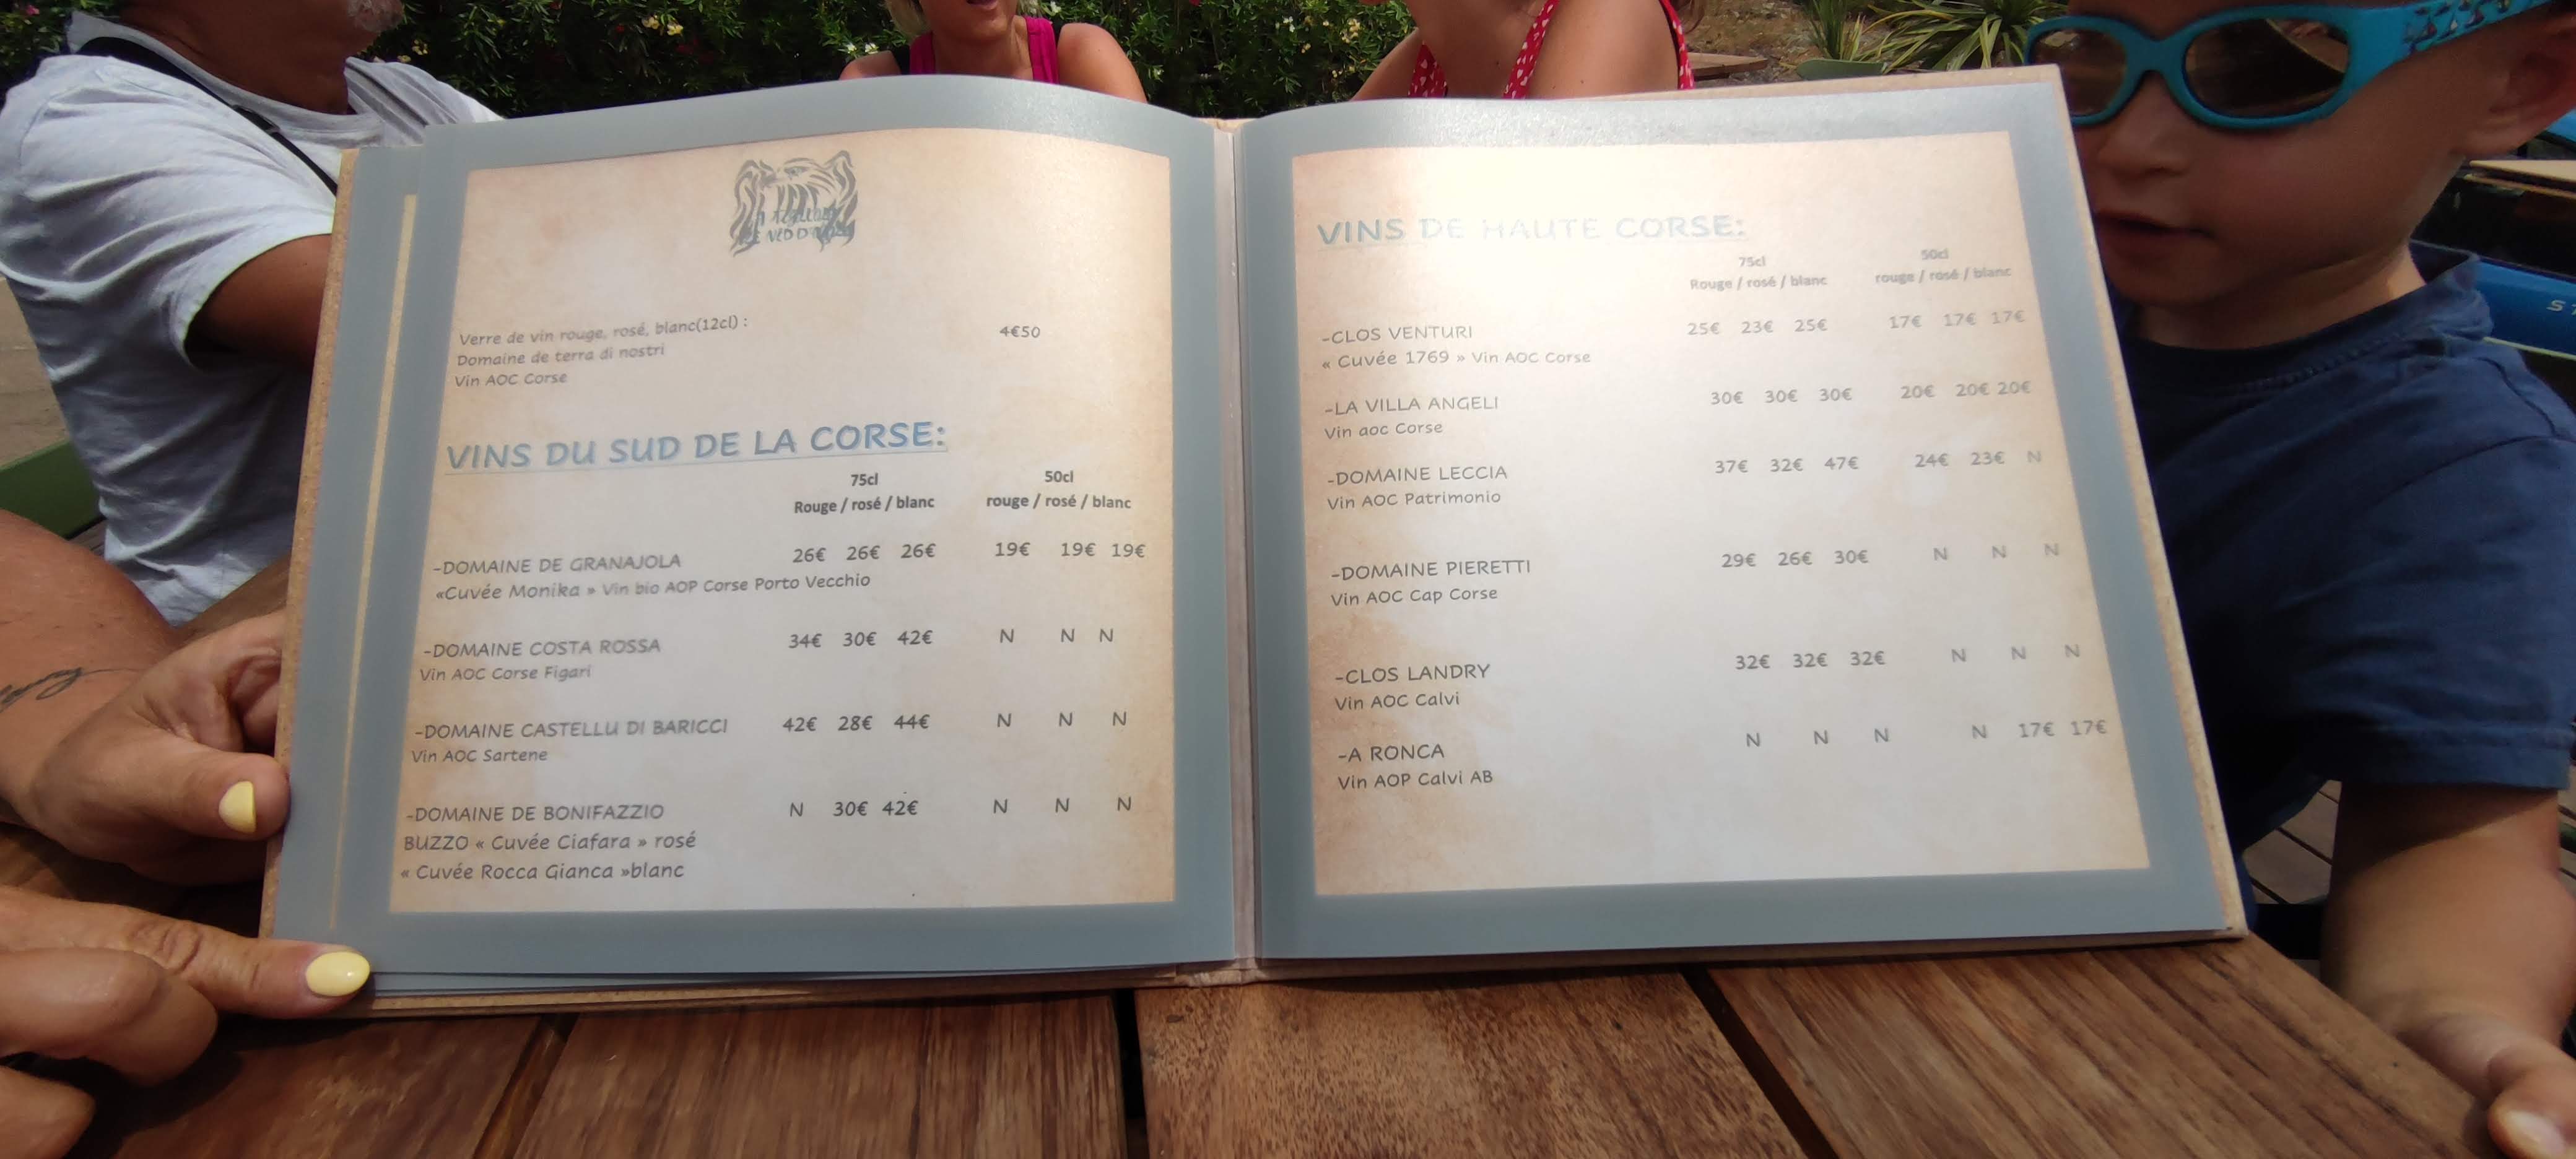 Verre de vin rouge, rosé, blanc(12cl) : 4€50
Domaine de terra di nostri
Vin AOC Corse
VINS DU SUD DE LA CORSE:
75cl 50cl
Rouge / rosé / blanc rouge / rosé / blanc
-DOMAINE DE GRANAJOLA 26€ 26€ 26€ 19€ 19€ 19€
«Cuvée Monika » Vin bio AOP Corse Porto Vecchio
-DOMAINE COSTA ROSSA 34€ 30€ 42€ N N N
Vin AOC Corse Figari
-DOMAINE CASTELLU DI BARICCI 42€ 28€ 44€ N N N
Vin AOC Sartene
-DOMAINE DE BONIFAZZIO N 30€ 42€ N N N
BUZZO « Cuvée Ciafara » rosé
« Cuvée Rocca Gianca »blanc
VINS DE HAUTE CORSE:
75cl 50cl
Rouge / rosé / blanc rouge / rosé / blanc
-CLOS VENTURI 25€ 23€ 25€ 17€ 17€ 17€
« Cuvée 1769 » Vin AOC Corse
-LA VILLA ANGELI 30€ 30€ 30€ 20€ 20€ 20€
Vin aoc Corse
-DOMAINE LECCIA 37€ 32€ 47€ 24€ 23€ N
Vin AOC Patrimonio
-DOMAINE PIERETTI 29€ 26€ 30€ N N N
Vin AOC Cap Corse
-CLOS LANDRY 32€ 32€ 32€ N N N
Vin AOC Calvi
-A RONCA N N N N 17€ 17€
Vin AOP Calvi AB